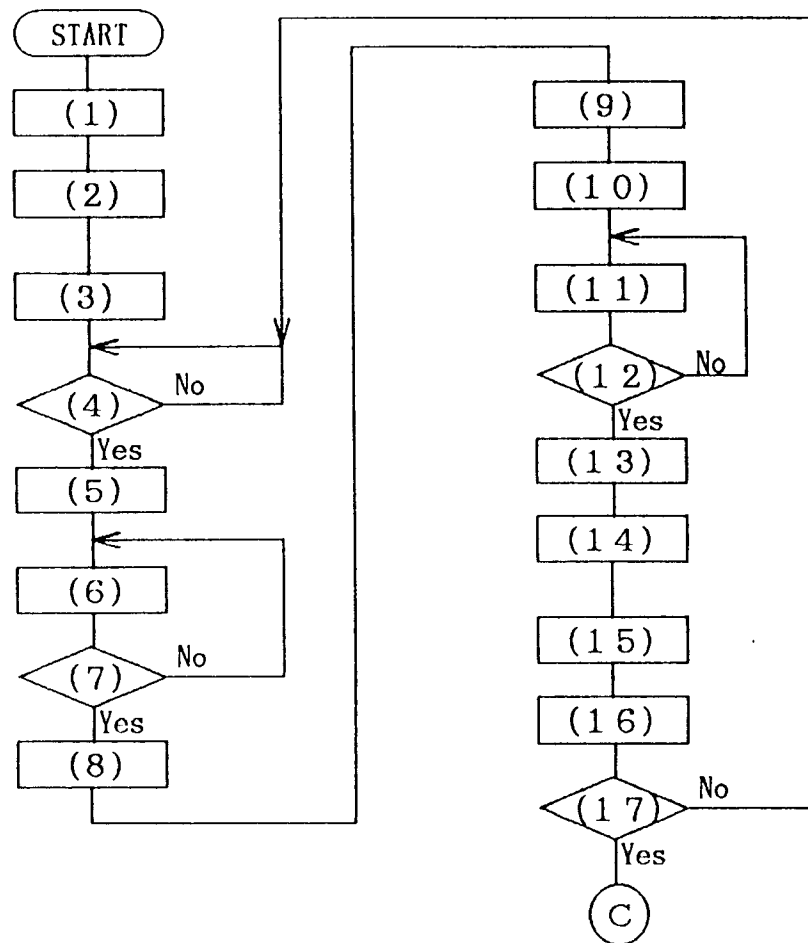 START
(1)
(2)
(3)
(4)
No
Yes
(5)
(6)
(7)
No
Yes
(8)
(9)
(10)
(11)
(12)
No
Yes
(13)
(14)
(15)
(16)
(17)
No
Yes
C